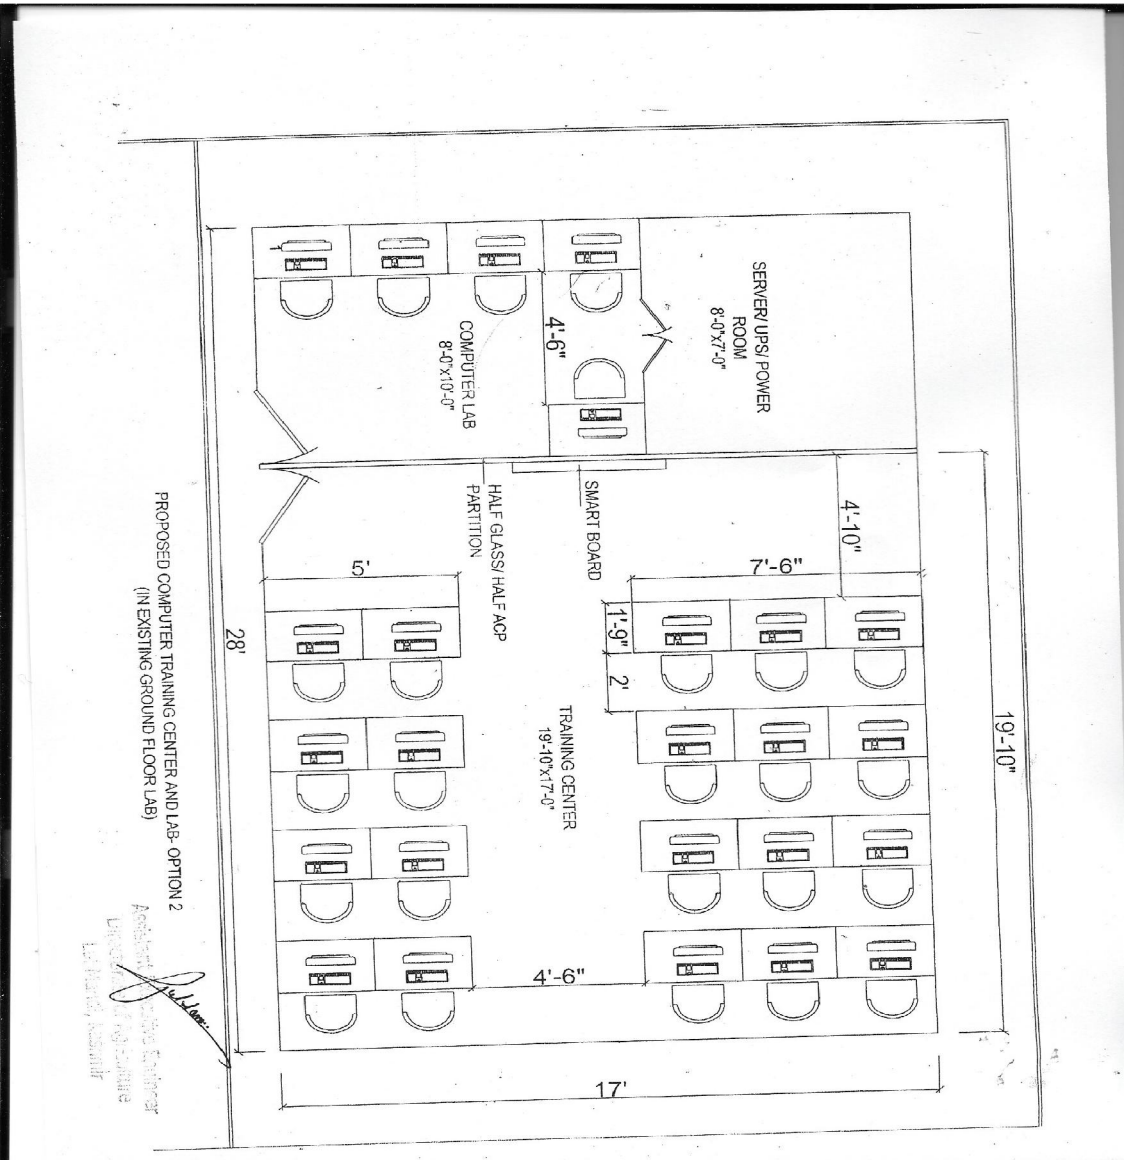 SERVER/ UPS/ POWER
ROOM
8'-0"x7'-0"
4'-6"
COMPUTER LAB
8'-0"x10'-0"
SMART BOARD
HALF GLASS/ HALF ACP
PARTITION
4'-10"
7'-6"
5'
1'-9"
2'
19'-10"
TRAINING CENTER
19'-10"x17'-0"
28'
4'-6"
17'
PROPOSED COMPUTER TRAINING CENTER AND LAB- OPTION 2
(IN EXISTING GROUND FLOOR LAB)
Engineer